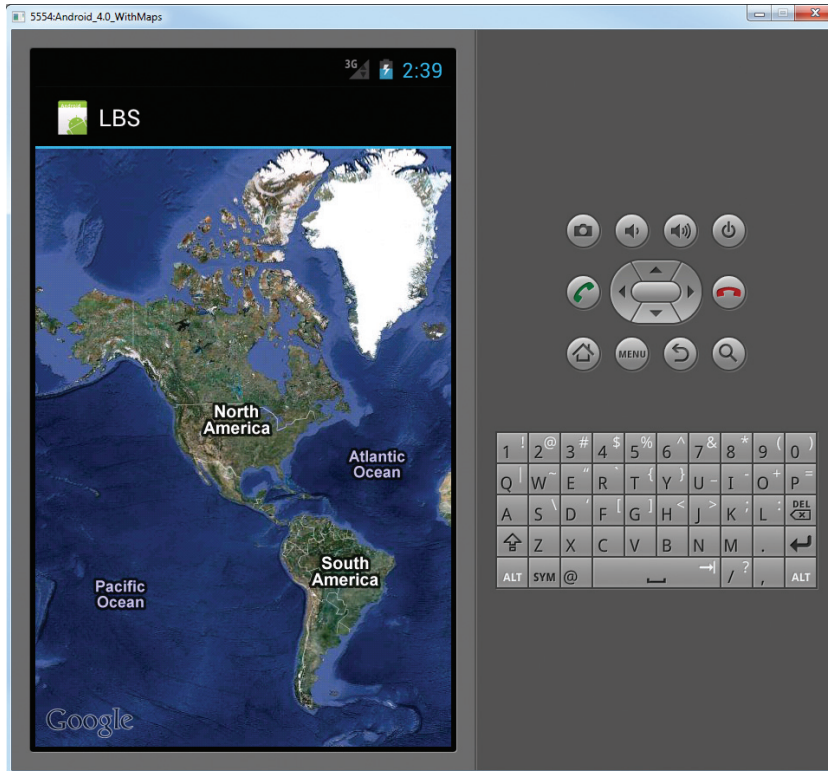 5554:Android_4.0_WithMaps
3G 2:39
Android
LBS
North
America
Atlantic
Ocean
South
America
Pacific
Ocean
Google
MENU
1 ! 2 @ 3 # 4 $ 5 % 6 ^ 7 & 8 * 9 ( 0 )
Q | W ~ E " R ` T { Y } U _ I - O + P =
A S \ D ' F [ G ] H < J > K ; L : DEL
Z X C V B N M .
ALT SYM @ / ? , ALT